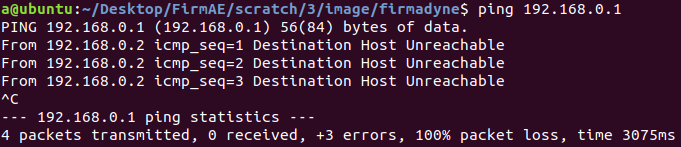 a@ubuntu:~/Desktop/FirmAE/scratch/3/image/firmadyne$ ping 192.168.0.1
PING 192.168.0.1 (192.168.0.1) 56(84) bytes of data.
From 192.168.0.2 icmp_seq=1 Destination Host Unreachable
From 192.168.0.2 icmp_seq=2 Destination Host Unreachable
From 192.168.0.2 icmp_seq=3 Destination Host Unreachable
^C
--- 192.168.0.1 ping statistics ---
4 packets transmitted, 0 received, +3 errors, 100% packet loss, time 3075ms